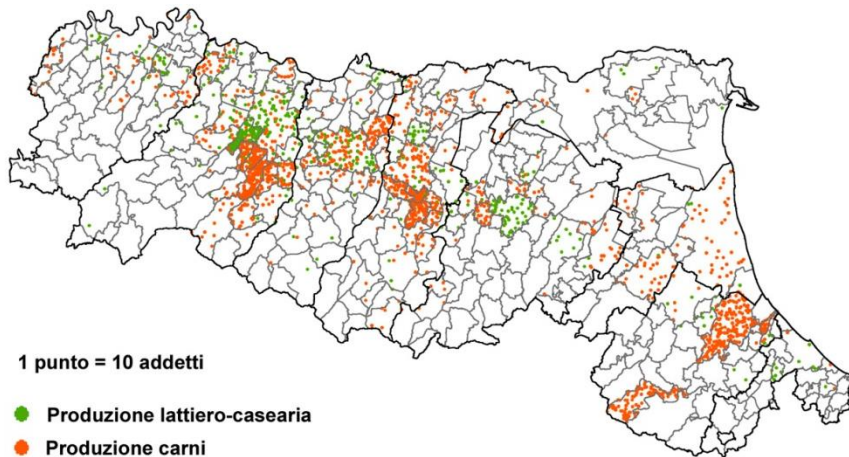 1 punto = 10 addetti
Produzione lattiero-casearia
Produzione carni